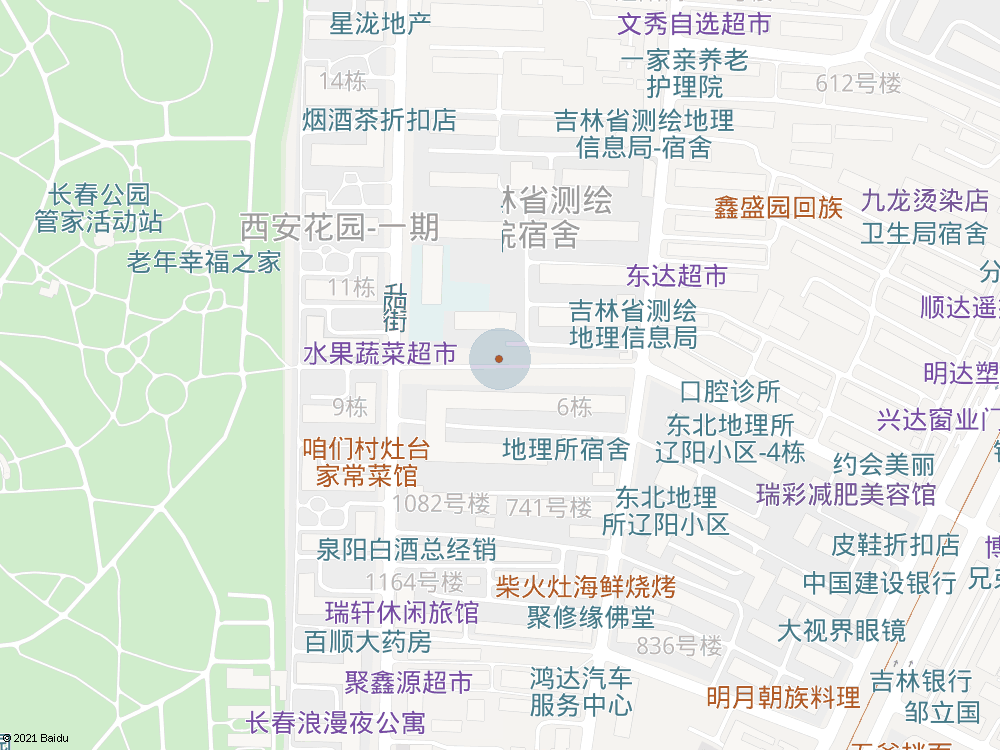 星泷地产
文秀自选超市
一家亲养老
护理院
14栋
612号楼
烟酒茶折扣店
吉林省测绘地理
信息局-宿舍
长春公园
管家活动站
西安花园-一期
林省测绘
院宿舍
鑫盛园回族
九龙烫染店
卫生局宿舍
老年幸福之家
11栋
升阳街
东达超市
分
吉林省测绘
地理信息局
顺达遥
水果蔬菜超市
明达塑
口腔诊所
9栋
6栋
东北地理所
辽阳小区-4栋
兴达窗业门
咱们村灶台
家常菜馆
地理所宿舍
约会美丽
瑞彩减肥美容馆
1082号楼
741号楼
东北地理
所辽阳小区
泉阳白酒总经销
皮鞋折扣店
博
1164号楼
柴火灶海鲜烧烤
中国建设银行
兄弟
瑞轩休闲旅馆
聚修缘佛堂
大视界眼镜
百顺大药房
836号楼
聚鑫源超市
鸿达汽车
服务中心
明月朝族料理
吉林银行
邹立国
长春浪漫夜公寓
© 2021 Baidu